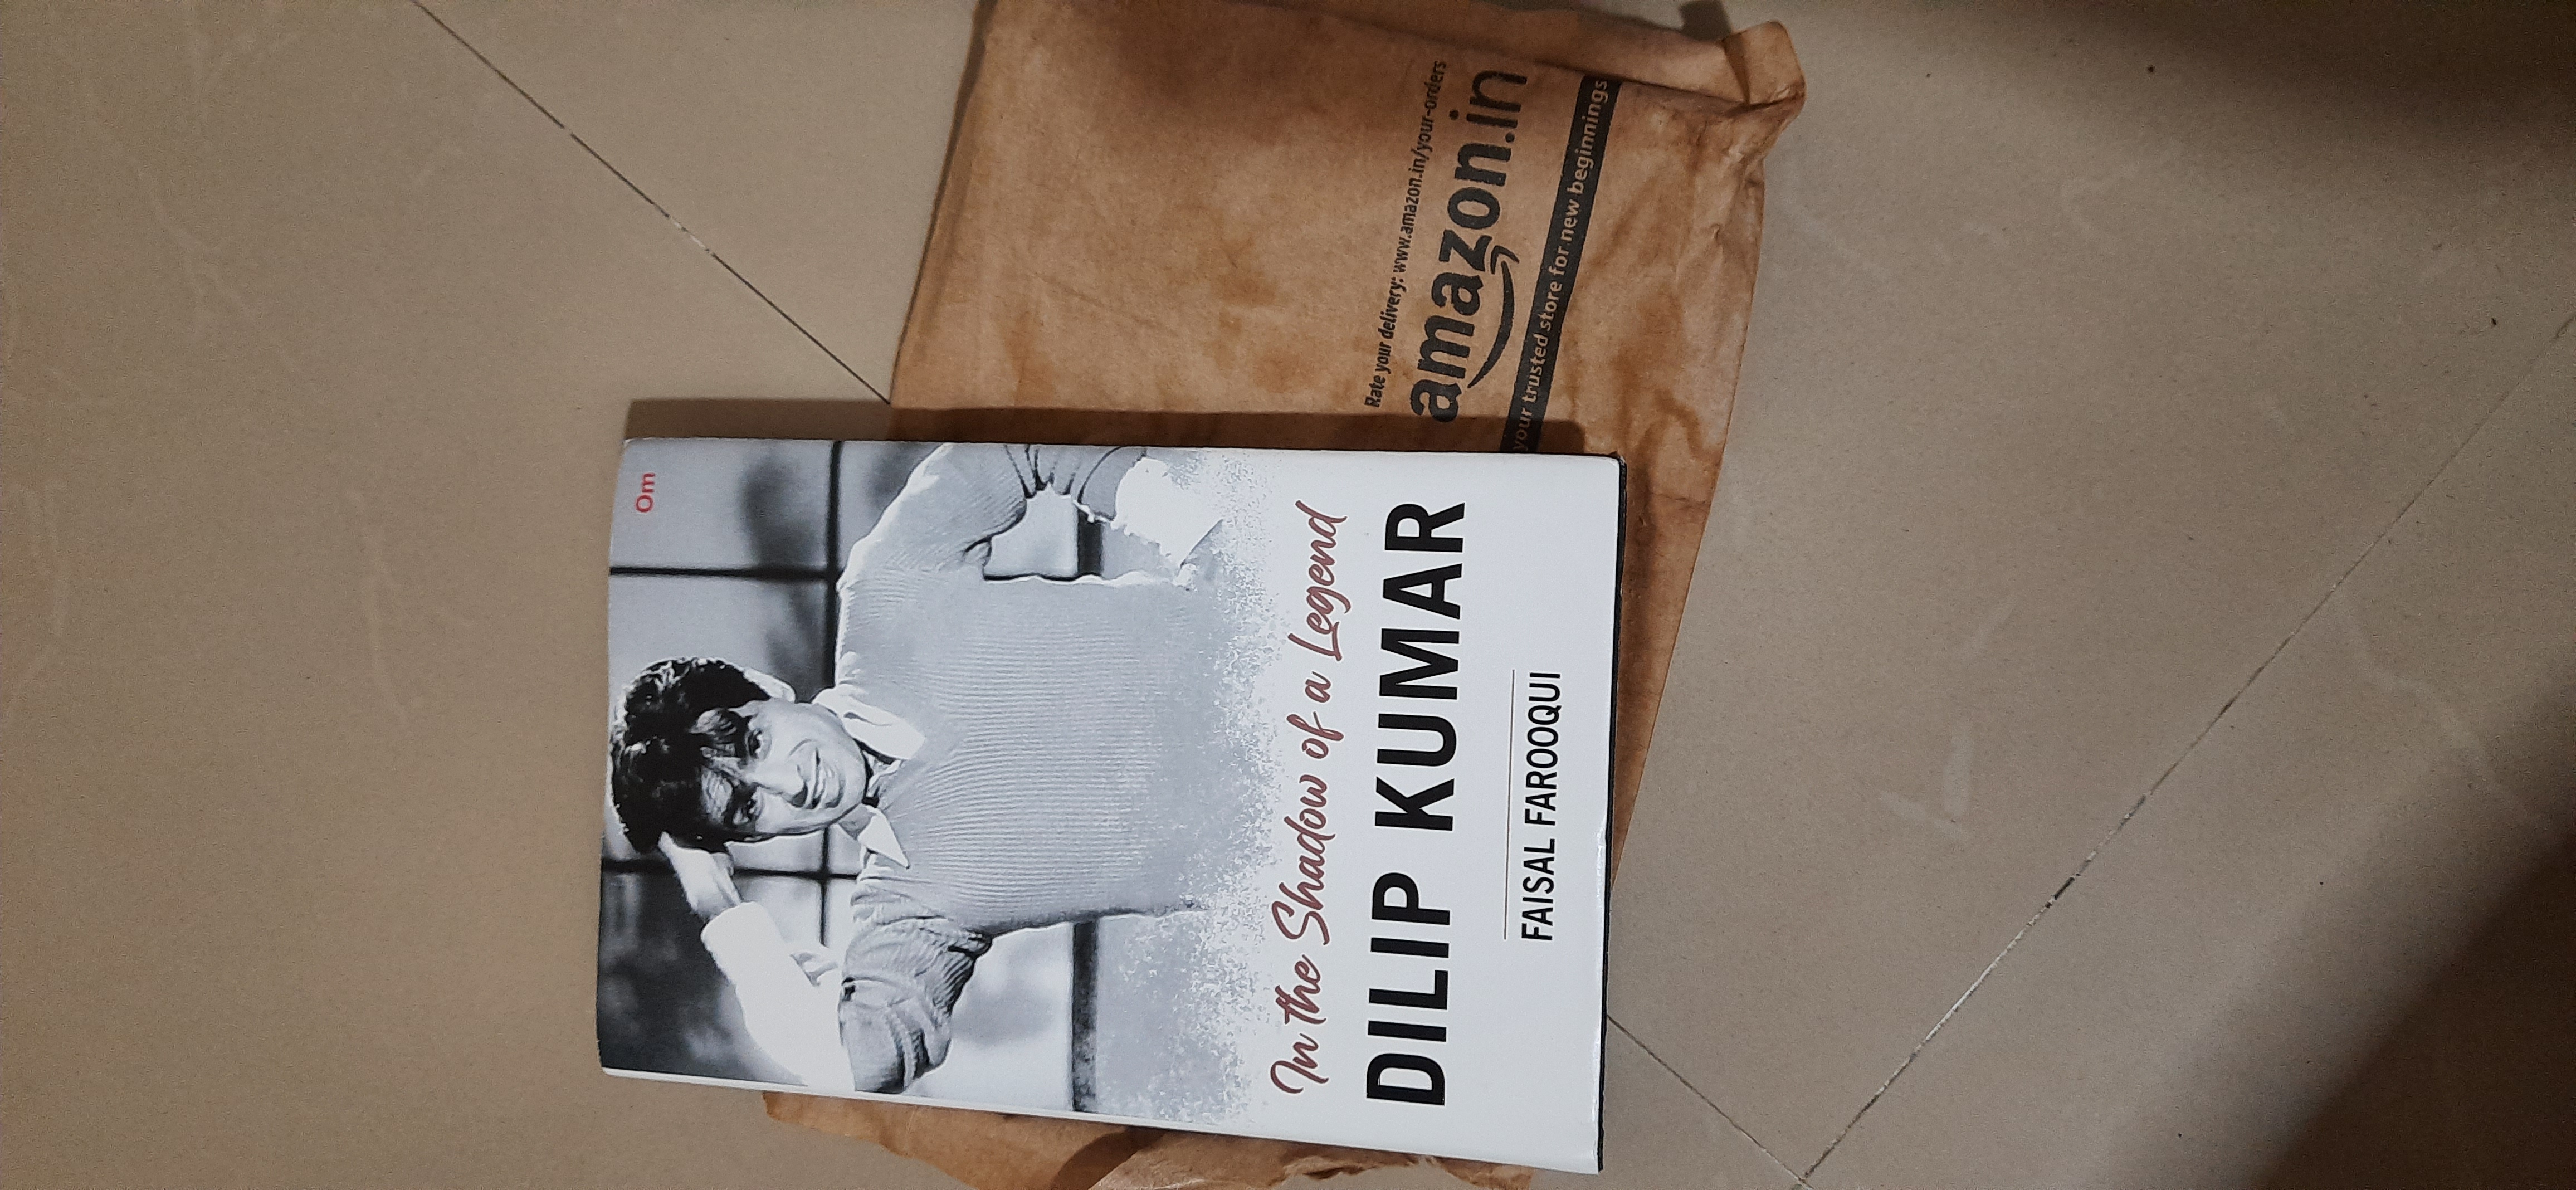 Rate your delivery: www.amazon.in/your-orders
amazon.in
your trusted store for new beginnings
Om
In the Shadow of a Legend
DILIP KUMAR
FAISAL FAROOQUI